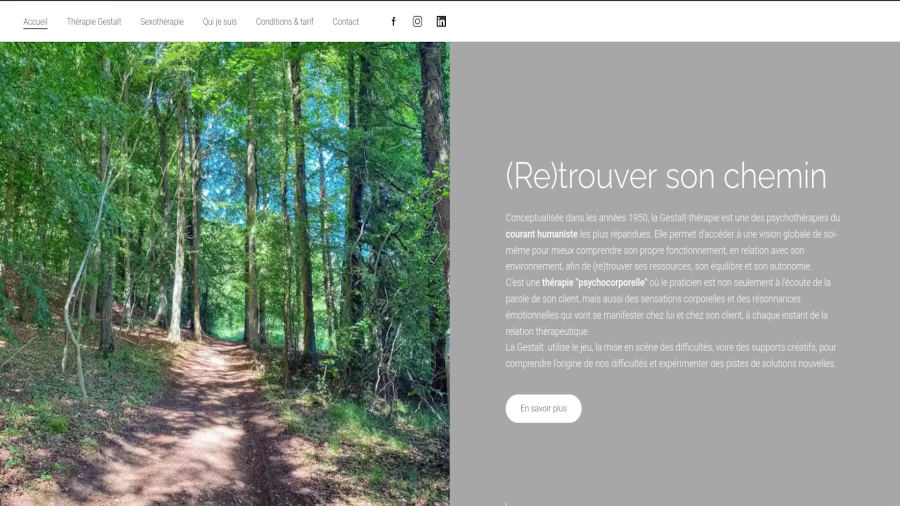 Accueil Thérapie Gestalt Sexothérapie Qui je suis Conditions & tarif Contact
(Re)trouver son chemin
Conceptualisée dans les années 1950, la Gestalt-thérapie est une des psychothérapies du
courant humaniste les plus répandues. Elle permet d'accéder à une vision globale de soi-
même pour mieux comprendre son propre fonctionnement, en relation avec son
environnement, afin de (re)trouver ses ressources, son équilibre et son autonomie.
C'est une thérapie "psychocorporelle" où le praticien est non seulement à l'écoute de la
parole de son client, mais aussi des sensations corporelles et des résonnances
émotionnelles qui vont se manifester chez lui et chez son client, à chaque instant de la
relation thérapeutique.
La Gestalt utilise le jeu, la mise en scène des difficultés, voire des supports créatifs, pour
comprendre l'origine de nos difficultés et expérimenter des pistes de solutions nouvelles.
En savoir plus